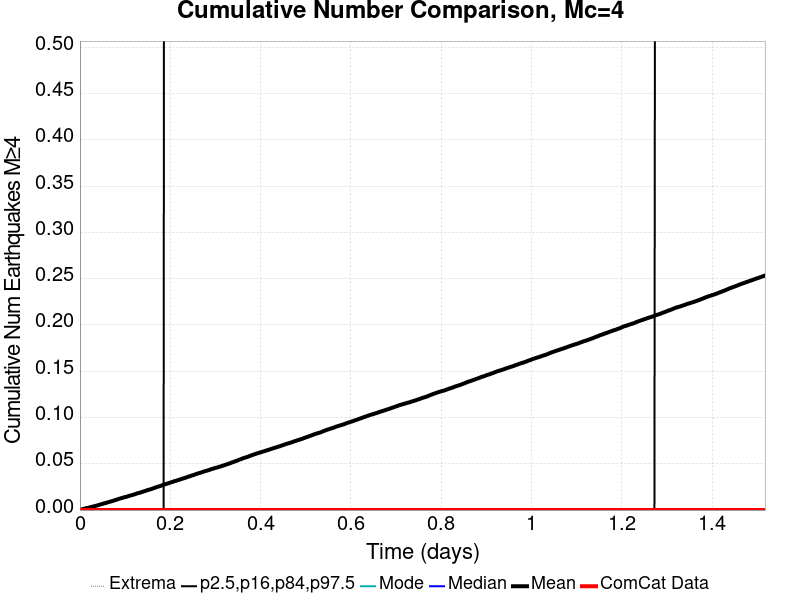 Cumulative Number Comparison, Mc=4
Cumulative Num Earthquakes M≥4
0.50
0.45
0.40
0.35
0.30
0.25
0.20
0.15
0.10
0.05
0.00
0 0.2 0.4 0.6 0.8 1 1.2 1.4
Time (days)
Extrema p2.5,p16,p84,p97.5 Mode Median Mean ComCat Data